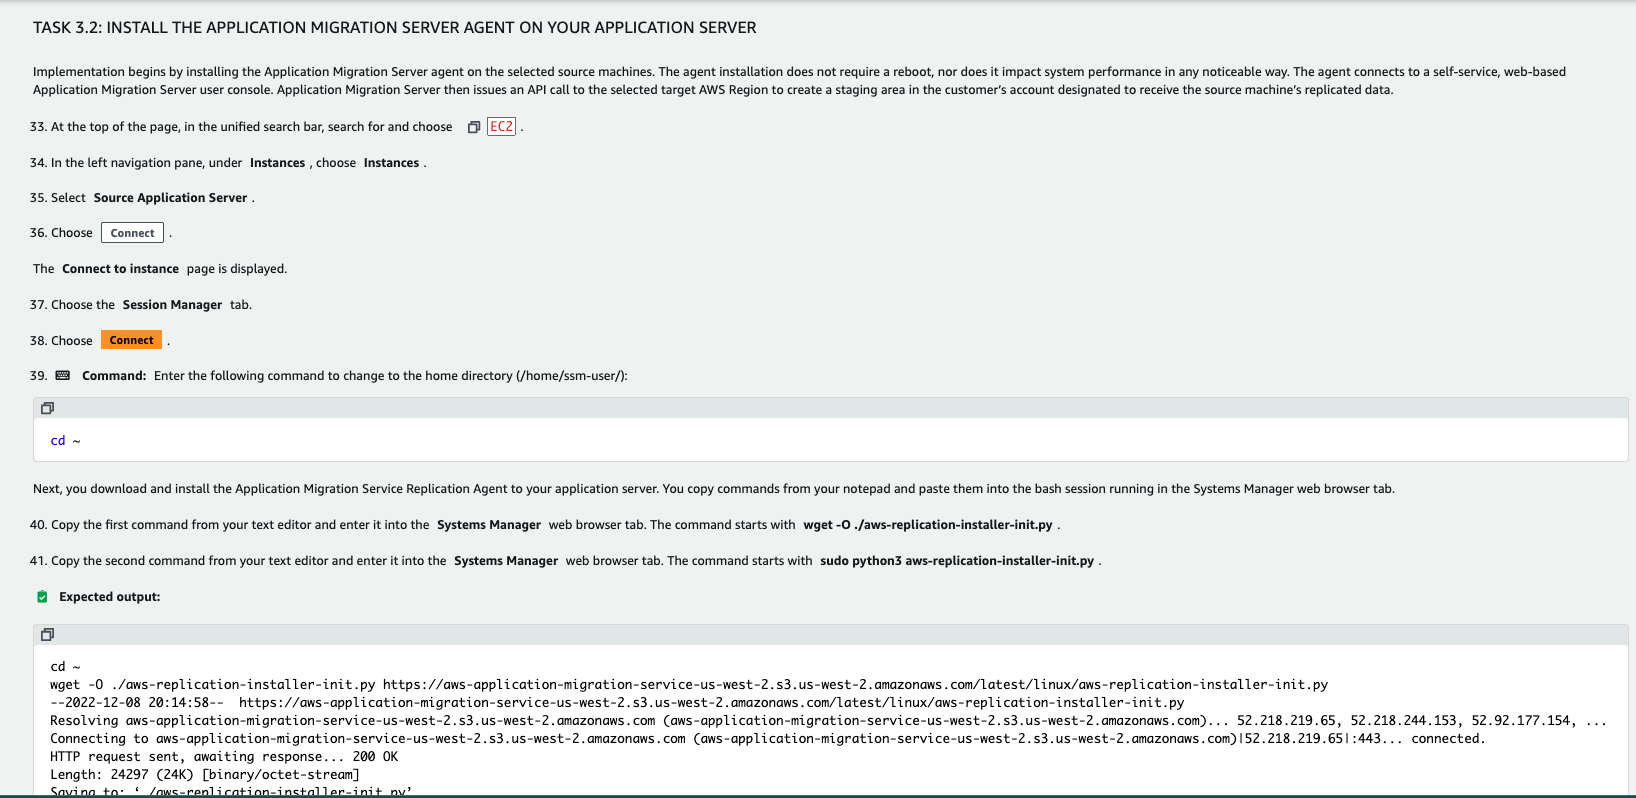 TASK 3.2: INSTALL THE APPLICATION MIGRATION SERVER AGENT ON YOUR APPLICATION SERVER
Implementation begins by installing the Application Migration Server agent on the selected source machines. The agent installation does not require a reboot, nor does it impact system performance in any noticeable way. The agent connects to a self-service, web-based
Application Migration Server user console. Application Migration Server then issues an API call to the selected target AWS Region to create a staging area in the customer's account designated to receive the source machine's replicated data.
33. At the top of the page, in the unified search bar, search for and choose EC2 .
34. In the left navigation pane, under Instances , choose Instances .
35. Select Source Application Server .
36. Choose Connect .
The Connect to instance page is displayed.
37. Choose the Session Manager tab.
38. Choose Connect .
39. Command: Enter the following command to change to the home directory (/home/ssm-user/):
cd ~
Next, you download and install the Application Migration Service Replication Agent to your application server. You copy commands from your notepad and paste them into the bash session running in the Systems Manager web browser tab.
40. Copy the first command from your text editor and enter it into the Systems Manager web browser tab. The command starts with wget -O ./aws-replication-installer-init.py .
41. Copy the second command from your text editor and enter it into the Systems Manager web browser tab. The command starts with sudo python3 aws-replication-installer-init.py .
Expected output:
cd ~
wget -O ./aws-replication-installer-init.py https://aws-application-migration-service-us-west-2.s3.us-west-2.amazonaws.com/latest/linux/aws-replication-installer-init.py
--2022-12-08 20:14:58-- https://aws-application-migration-service-us-west-2.s3.us-west-2.amazonaws.com/latest/linux/aws-replication-installer-init.py
Resolving aws-application-migration-service-us-west-2.s3.us-west-2.amazonaws.com (aws-application-migration-service-us-west-2.s3.us-west-2.amazonaws.com)... 52.218.219.65, 52.218.244.153, 52.92.177.154, ...
Connecting to aws-application-migration-service-us-west-2.s3.us-west-2.amazonaws.com (aws-application-migration-service-us-west-2.s3.us-west-2.amazonaws.com)|52.218.219.65|:443... connected.
HTTP request sent, awaiting response... 200 OK
Length: 24297 (24K) [binary/octet-stream]
Saving to: ‘./aws-replication-installer-init.py’